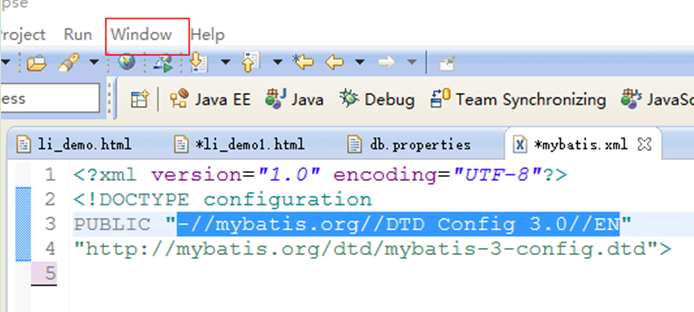 pse
roject Run Window Help
ess Java EE Java Debug Team Synchronizing JavaSc
li_demo.html *li_demo1.html db.properties *mybatis.xml
1 <?xml version="1.0" encoding="UTF-8"?>
2 <!DOCTYPE configuration
3 PUBLIC "-//mybatis.org//DTD Config 3.0//EN"
4 "http://mybatis.org/dtd/mybatis-3-config.dtd">
5